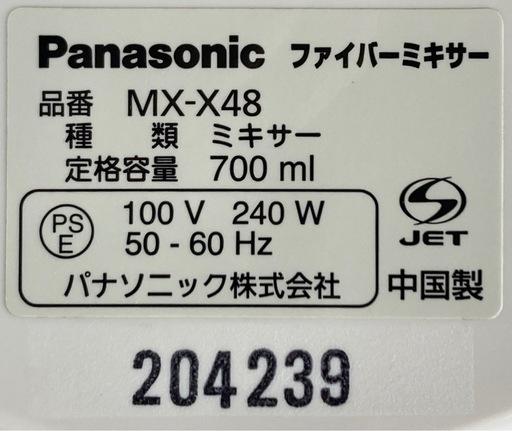 Panasonic ファイバーミキサー
品番 MX-X48
種類 ミキサー
定格容量 700 ml
PS E 100 V 240 W
50 - 60 Hz
パナソニック株式会社
S JET
中国製
204239